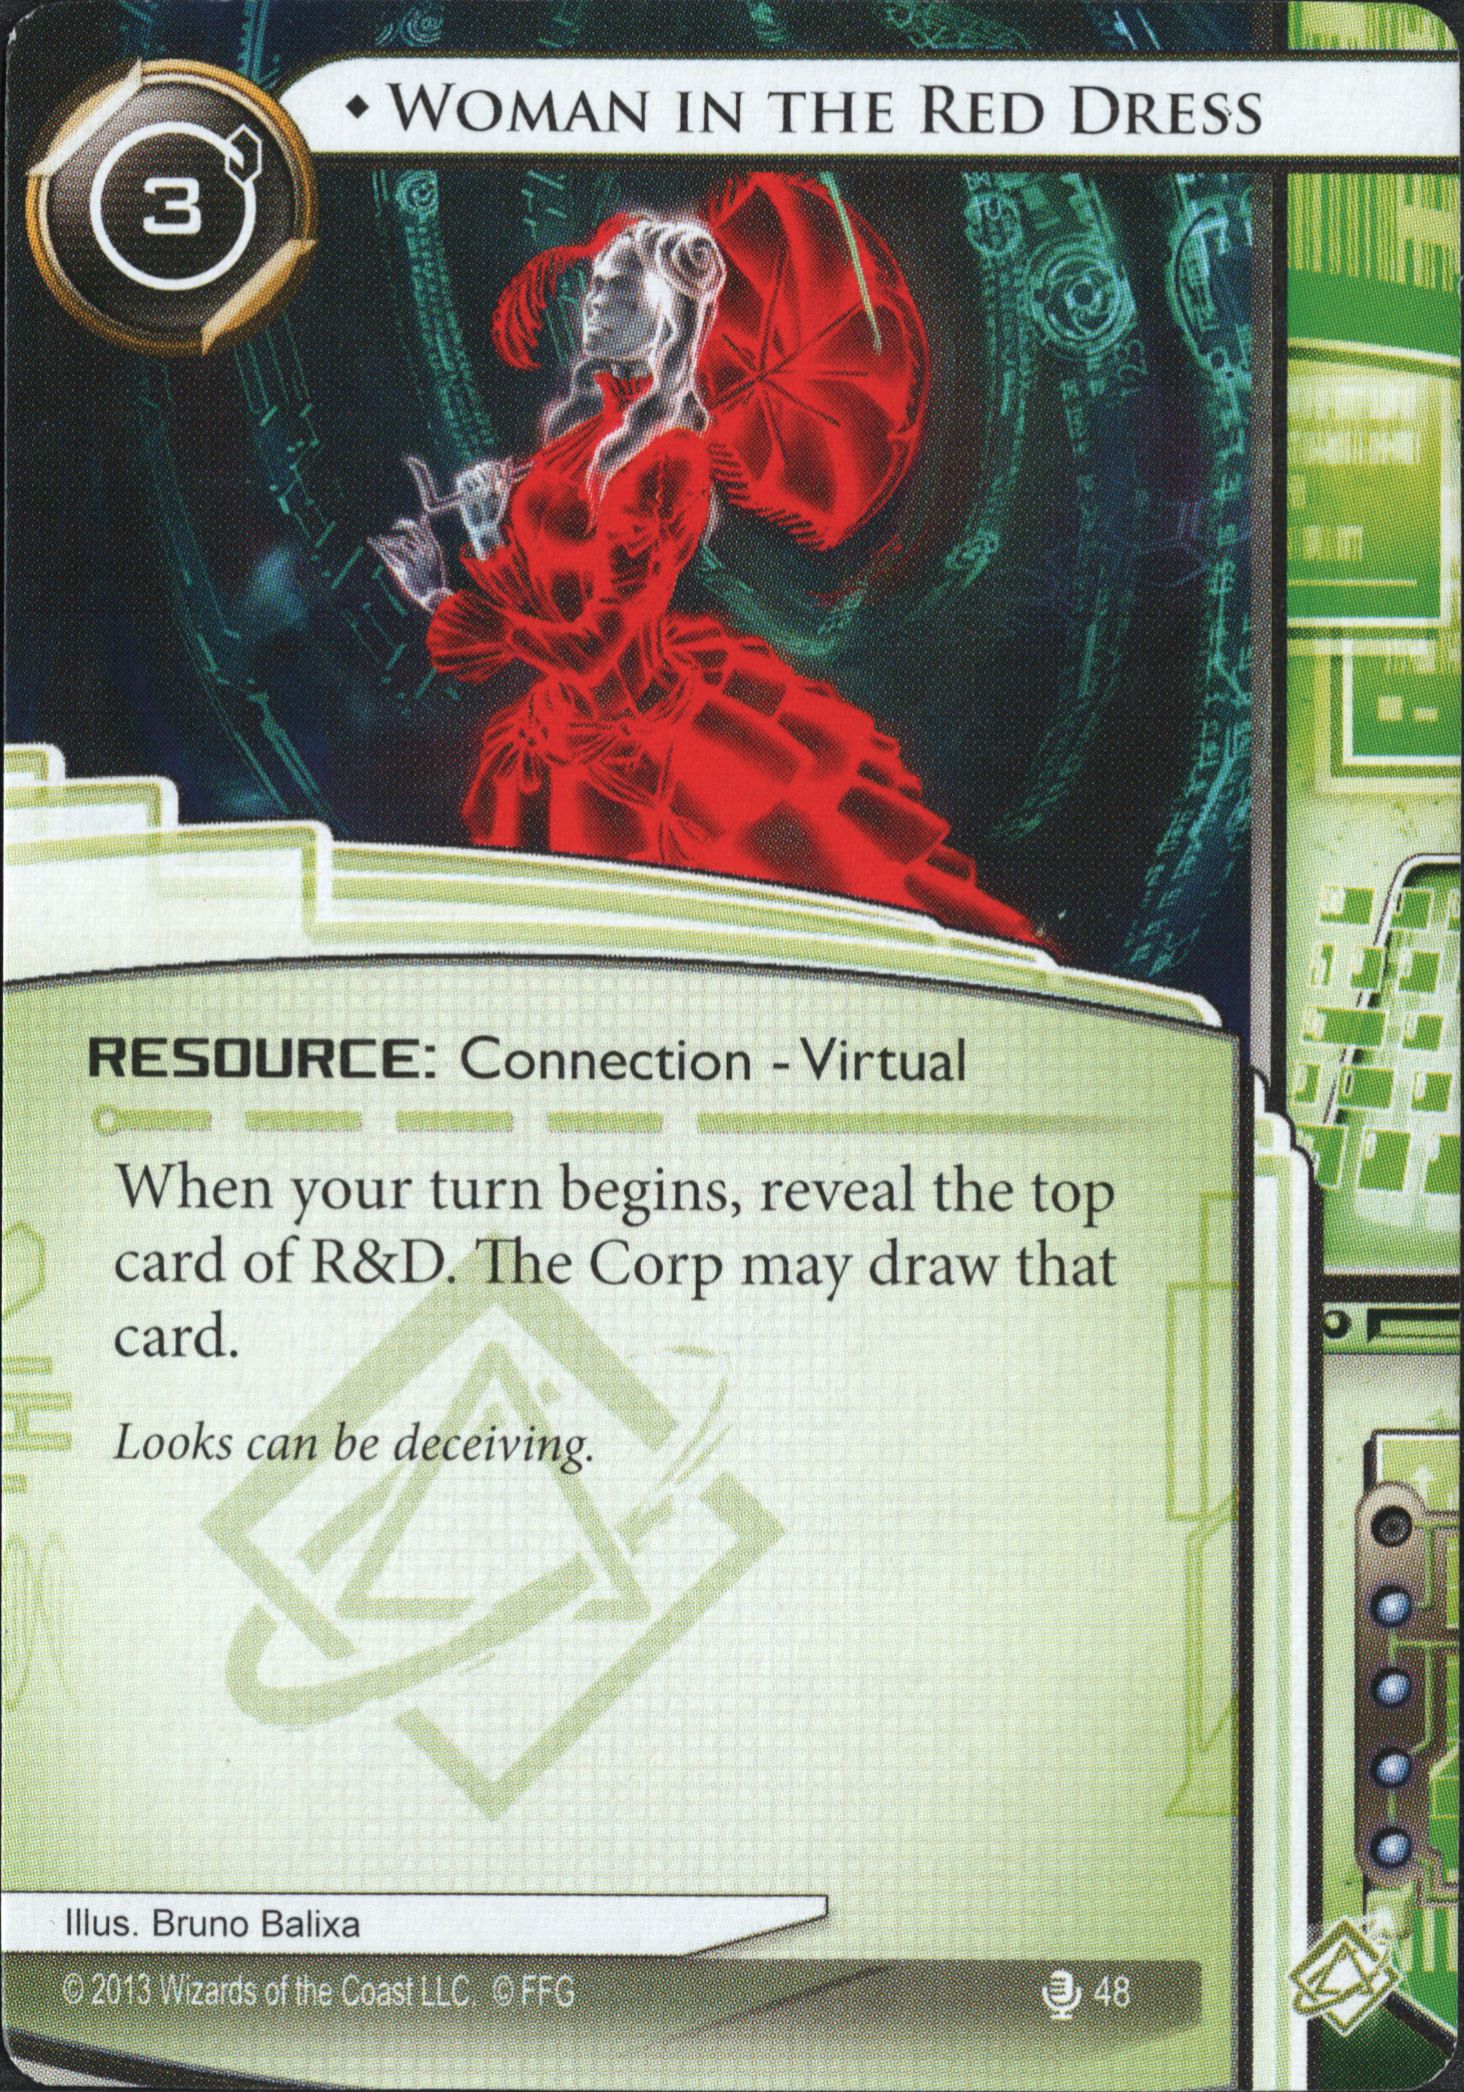 3
◆ WOMAN IN THE RED DRESS
RESOURCE: Connection - Virtual
When your turn begins, reveal the top
card of R&D. The Corp may draw that
card.
Looks can be deceiving.
Illus. Bruno Balixa
© 2013 Wizards of the Coast LLC. © FFG
48